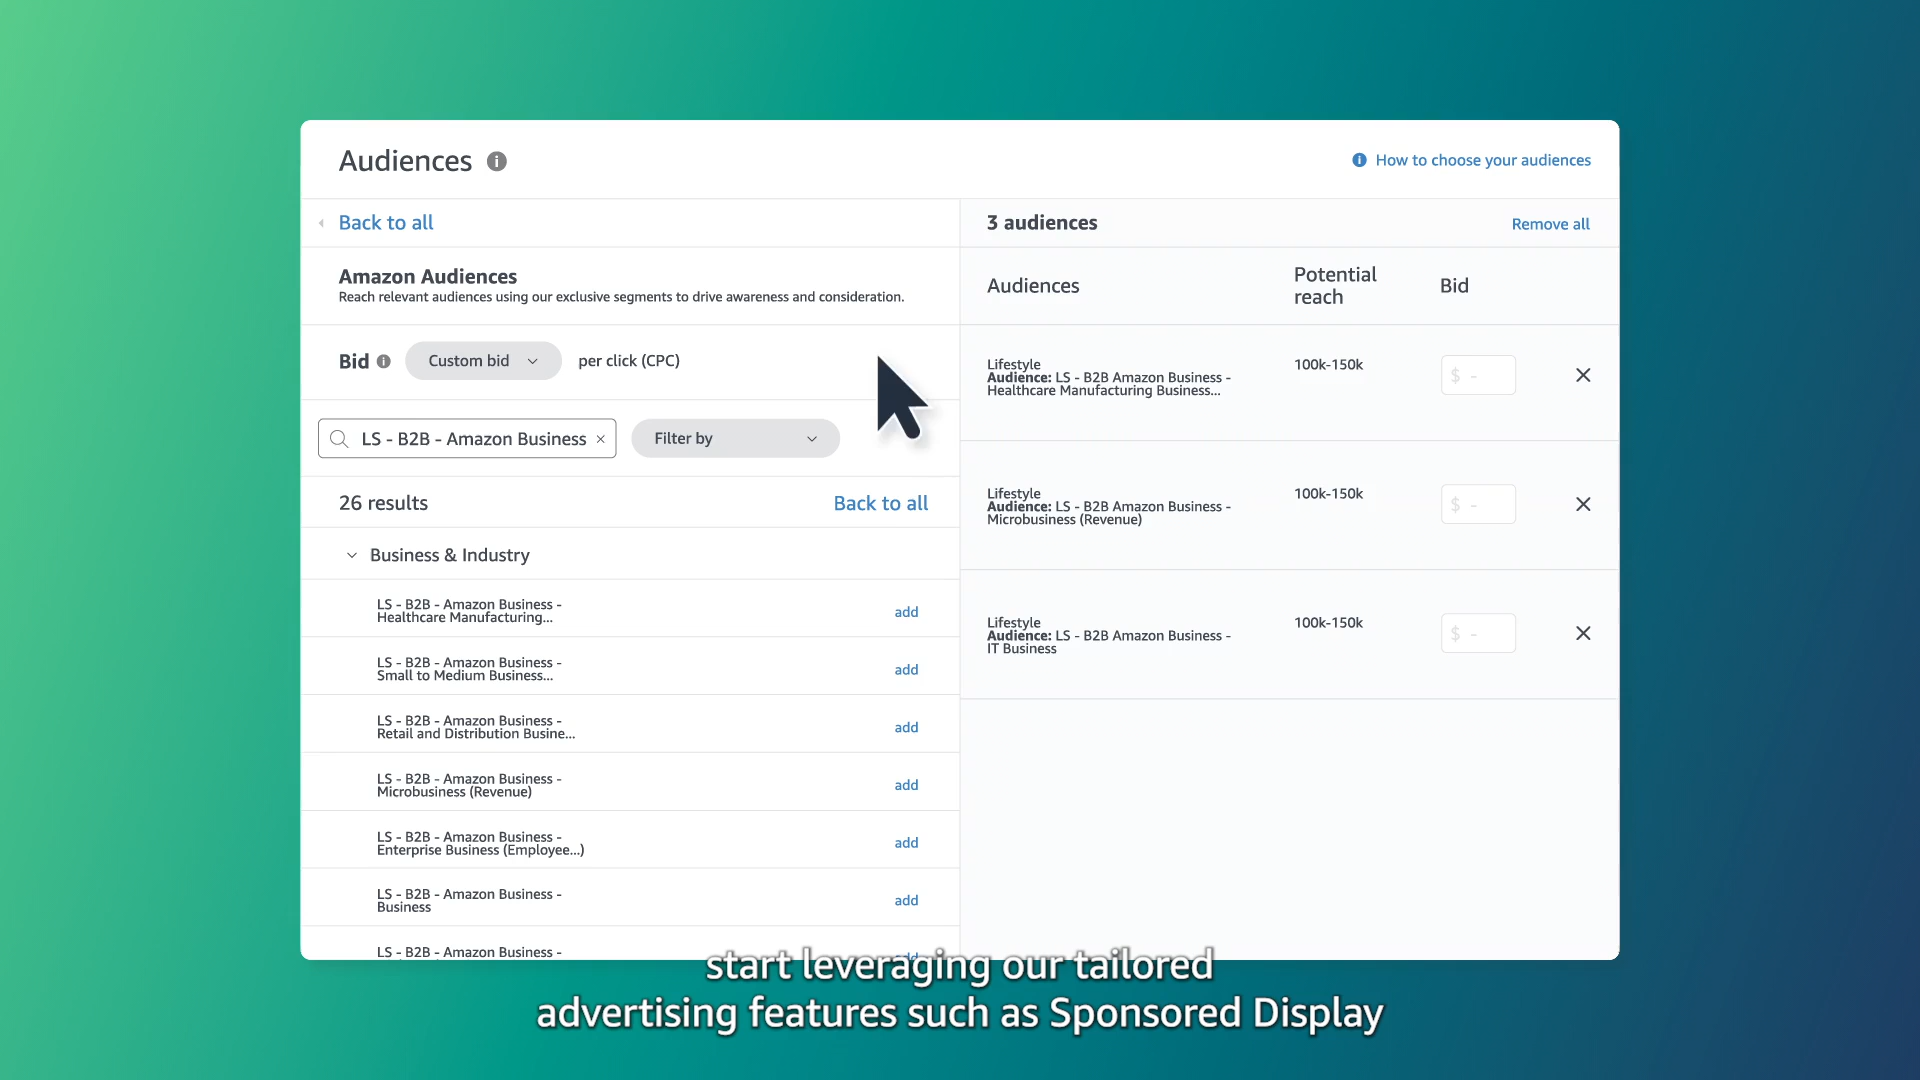 Audiences
How to choose your audiences
Back to all
Amazon Audiences
Reach relevant audiences using our exclusive segments to drive awareness and consideration.
Bid
Custom bid
per click (CPC)
LS - B2B - Amazon Business
Filter by
26 results
Back to all
Business & Industry
LS - B2B - Amazon Business -
Healthcare Manufacturing...
add
LS - B2B - Amazon Business -
Small to Medium Business...
add
LS - B2B - Amazon Business -
Retail and Distribution Busine...
add
LS - B2B - Amazon Business -
Microbusiness (Revenue)
add
LS - B2B - Amazon Business -
Enterprise Business (Employee...)
add
LS - B2B - Amazon Business -
Business
add
LS - B2B - Amazon Business -
3 audiences
Remove all
Audiences
Potential
reach
Bid
Lifestyle
Audience: LS - B2B Amazon Business -
Healthcare Manufacturing Business...
100k-150k
$ -
Lifestyle
Audience: LS - B2B Amazon Business -
Microbusiness (Revenue)
100k-150k
$ -
Lifestyle
Audience: LS - B2B Amazon Business -
IT Business
100k-150k
$ -
start leveraging our tailored
advertising features such as Sponsored Display